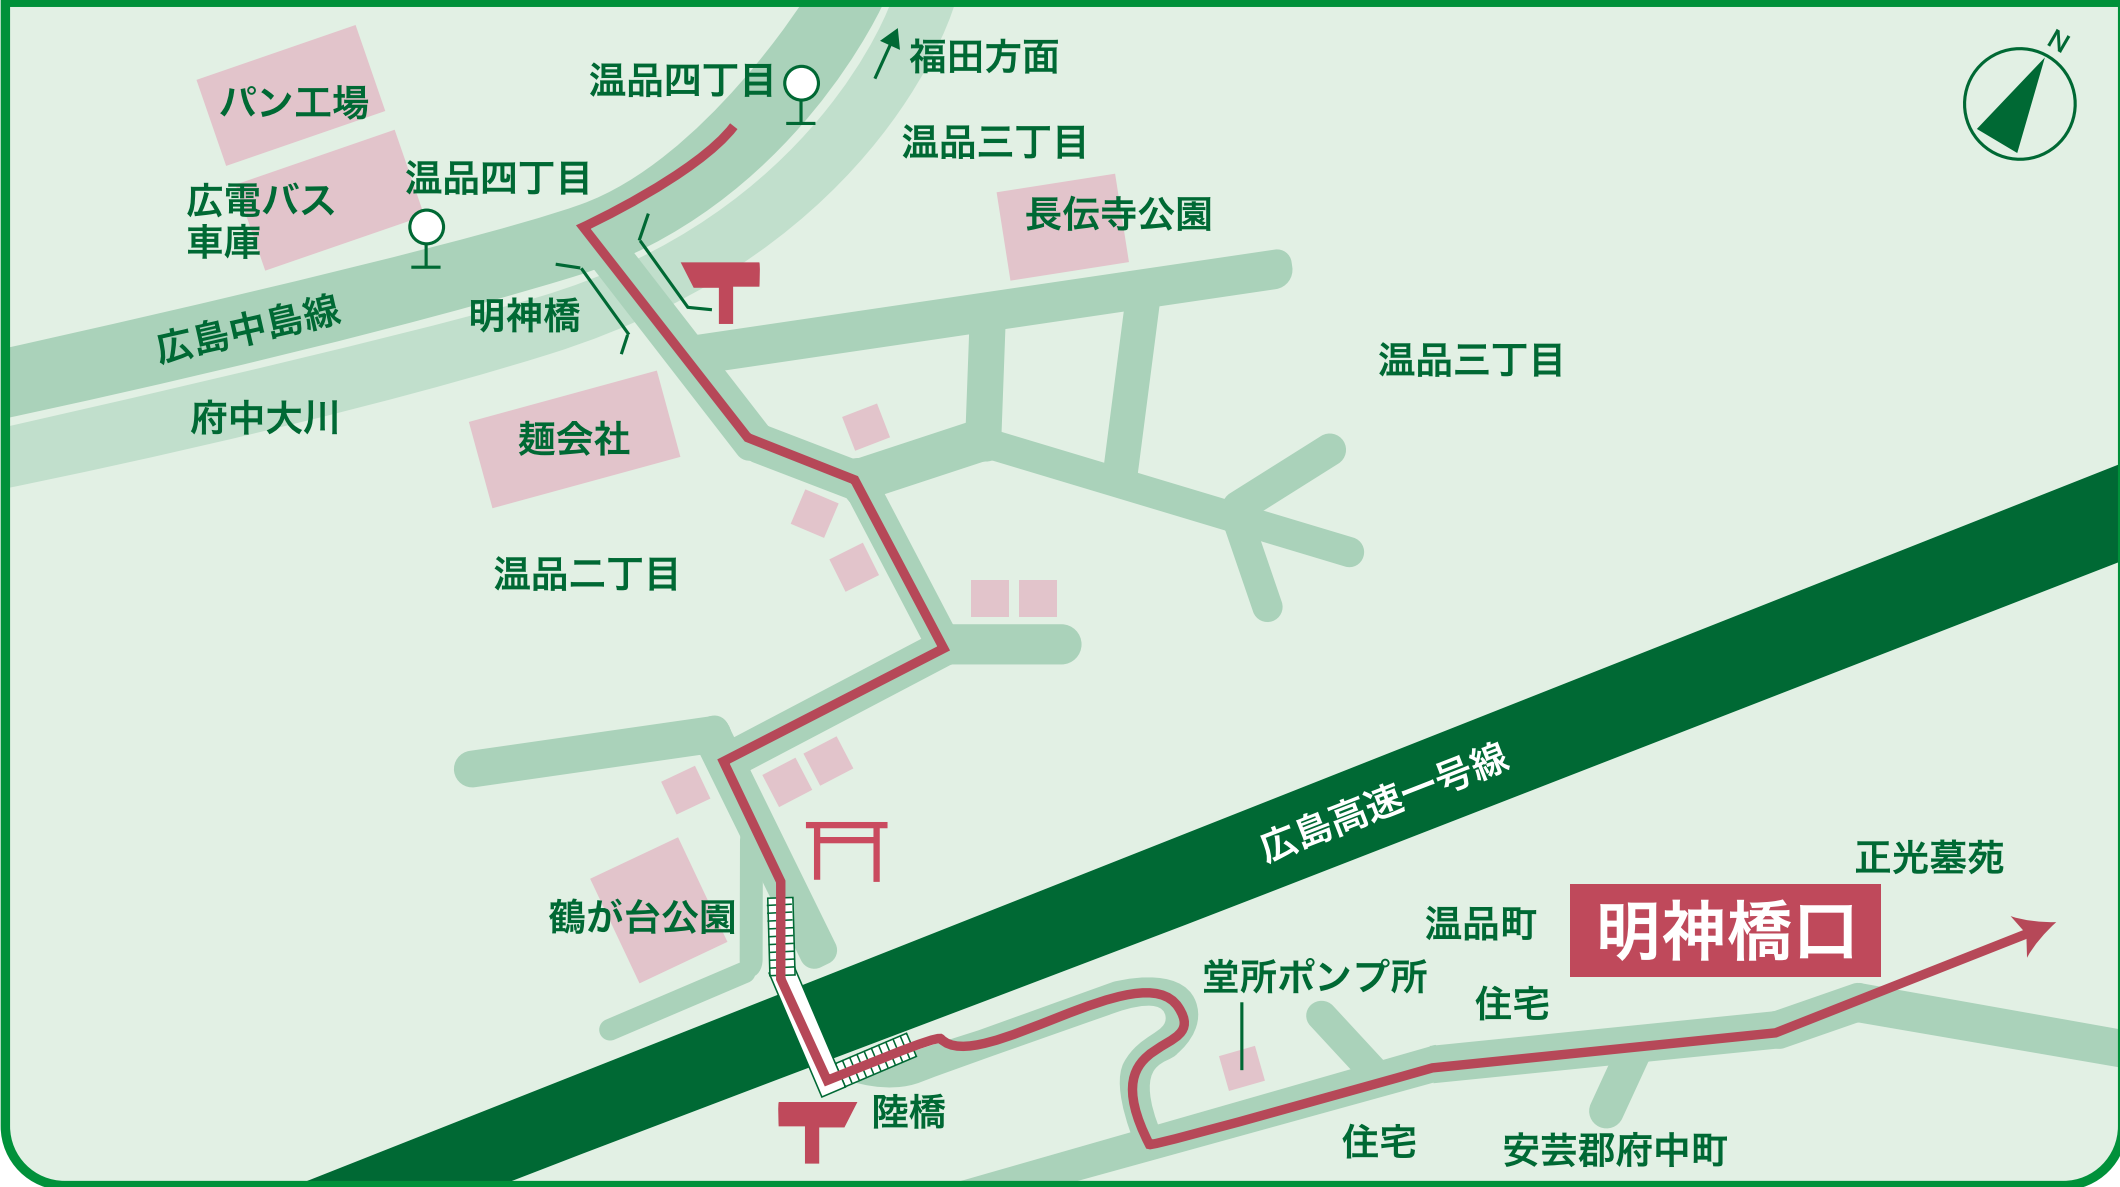 福田方面
N
温品四丁目
パン工場
温品三丁目
温品四丁目
広電バス
車庫
長伝寺公園
明神橋
広島中島線
温品三丁目
府中大川
麺会社
温品二丁目
広島高速一号線
正光墓苑
鶴が台公園
温品町
明神橋口
堂所ポンプ所
住宅
陸橋
住宅
安芸郡府中町